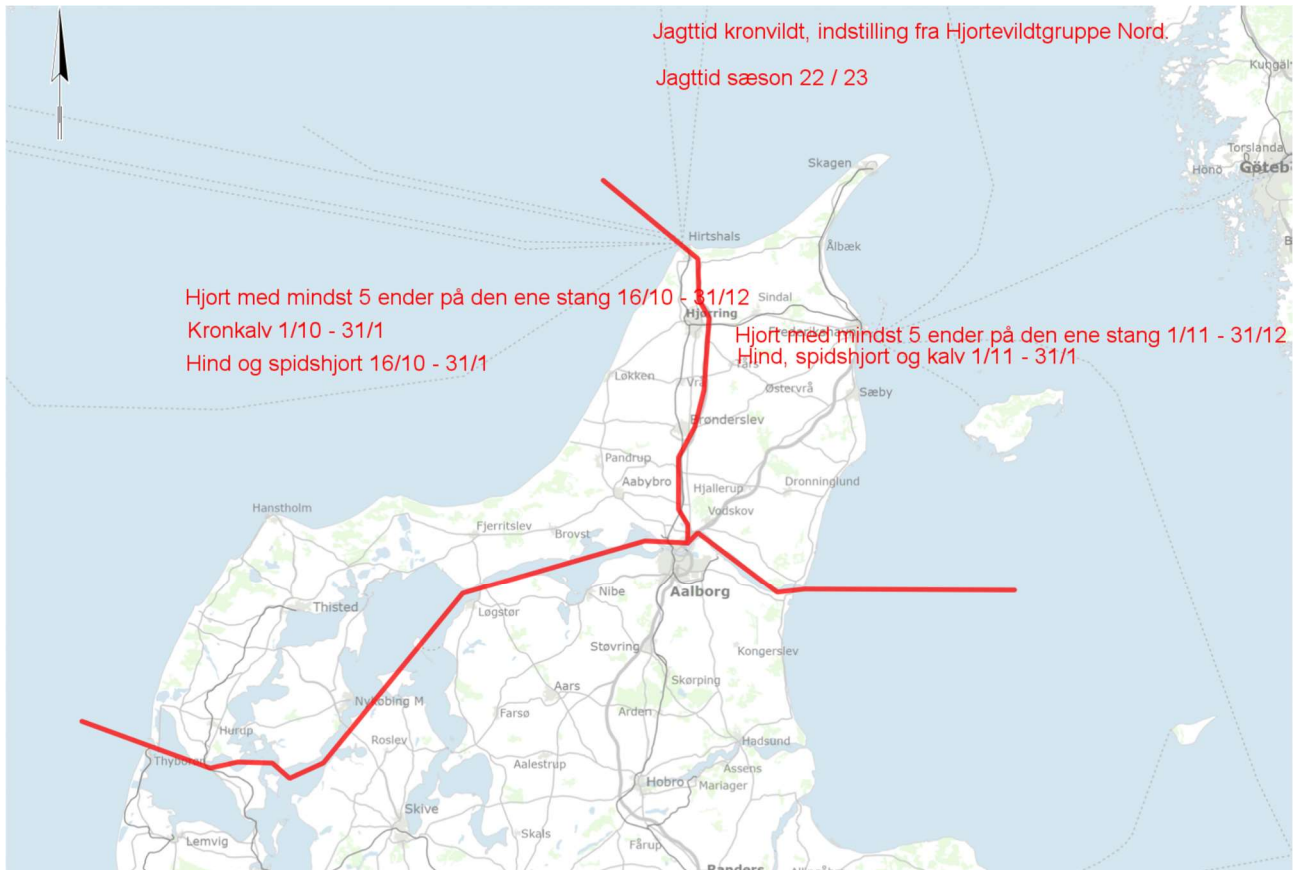 Jagttid kronvildt, indstilling fra Hjortevildtgruppe Nord.
Jagttid sæson 22 / 23
Kungäl
Torslanda
Hönö
Göteb
Skagen
Hirtshals
Ålbæk
Hjort med mindst 5 ender på den ene stang 16/10 - 31/12
Sindal
Kronkalv 1/10 - 31/1
Hjørring
Frederikshavn
Hjort med mindst 5 ender på den ene stang 1/11 - 31/12
Hind og spidshjort 16/10 - 31/1
Hind, spidshjort og kalv 1/11 - 31/1
Tårs
Løkken
Vrå
Østervrå
Sæby
Brønderslev
Pandrup
Aabybro
Hjallerup
Dronninglund
Hanstholm
Vodskov
Fjerritslev
Brovst
Thisted
Løgstør
Nibe
Aalborg
Støvring
Kongerslev
Skørping
Nykøbing M
Aars
Farsø
Arden
Hurup
Roslev
Hadsund
Thyborøn
Aalestrup
Assens
Hobro
Mariager
Skive
Lemvig
Skals
Fårup
Randers